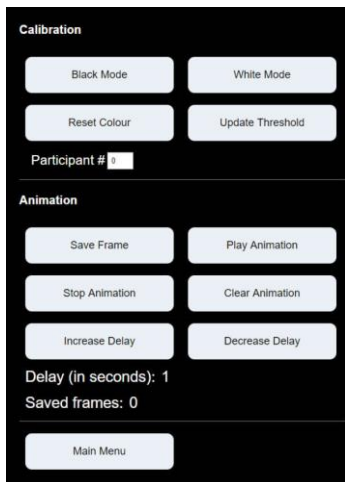 Calibration
Black Mode White Mode
Reset Colour Update Threshold
Participant # 0
Animation
Save Frame Play Animation
Stop Animation Clear Animation
Increase Delay Decrease Delay
Delay (in seconds): 1
Saved frames: 0
Main Menu